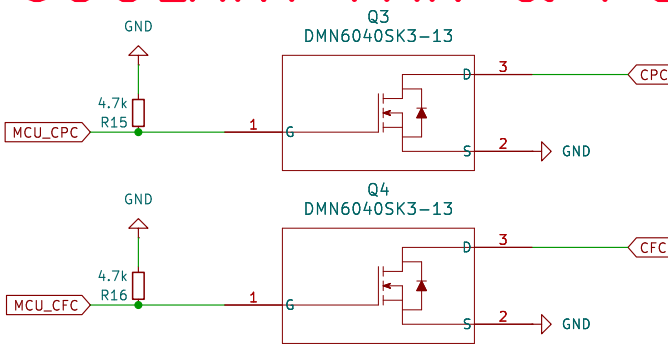 Q3
DMN6040SK3-13
GND
D 3 CPC
4.7k
R15
MCU_CPC 1 G
S 2 GND
Q4
DMN6040SK3-13
GND
D 3 CFC
4.7k
R16
MCU_CFC 1 G
S 2 GND